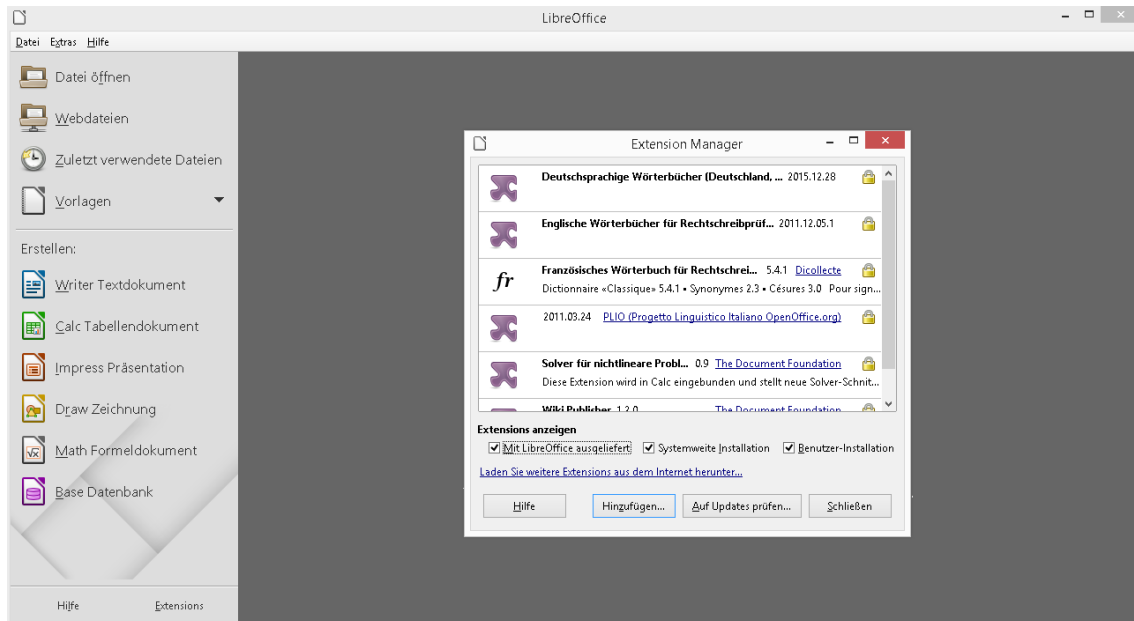 LibreOffice
Datei Extras Hilfe
Datei öffnen
Webdateien
Zuletzt verwendete Dateien
Vorlagen
Erstellen:
Writer Textdokument
Calc Tabellendokument
Impress Präsentation
Draw Zeichnung
Math Formeldokument
Base Datenbank
Hilfe Extensions
Extension Manager
Deutschsprachige Wörterbücher (Deutschland, ... 2015.12.28
Englische Wörterbücher für Rechtschreibprüf... 2011.12.05.1
fr
Französisches Wörterbuch für Rechtschrei... 5.4.1 Dicollecte
Dictionnaire «Classique» 5.4.1 • Synonymes 2.3 • Césures 3.0 Pour sign...
2011.03.24 PLIO (Progetto Linguistico Italiano OpenOffice.org)
Solver für nichtlineare Probl... 0.9 The Document Foundation
Diese Extension wird in Calc eingebunden und stellt neue Solver-Schnit...
Wiki Publisher 1.2.0 The Document Foundation
Extensions anzeigen
Mit LibreOffice ausgeliefert Systemweite Installation Benutzer-Installation
Laden Sie weitere Extensions aus dem Internet herunter...
Hilfe Hinzufügen... Auf Updates prüfen... Schließen